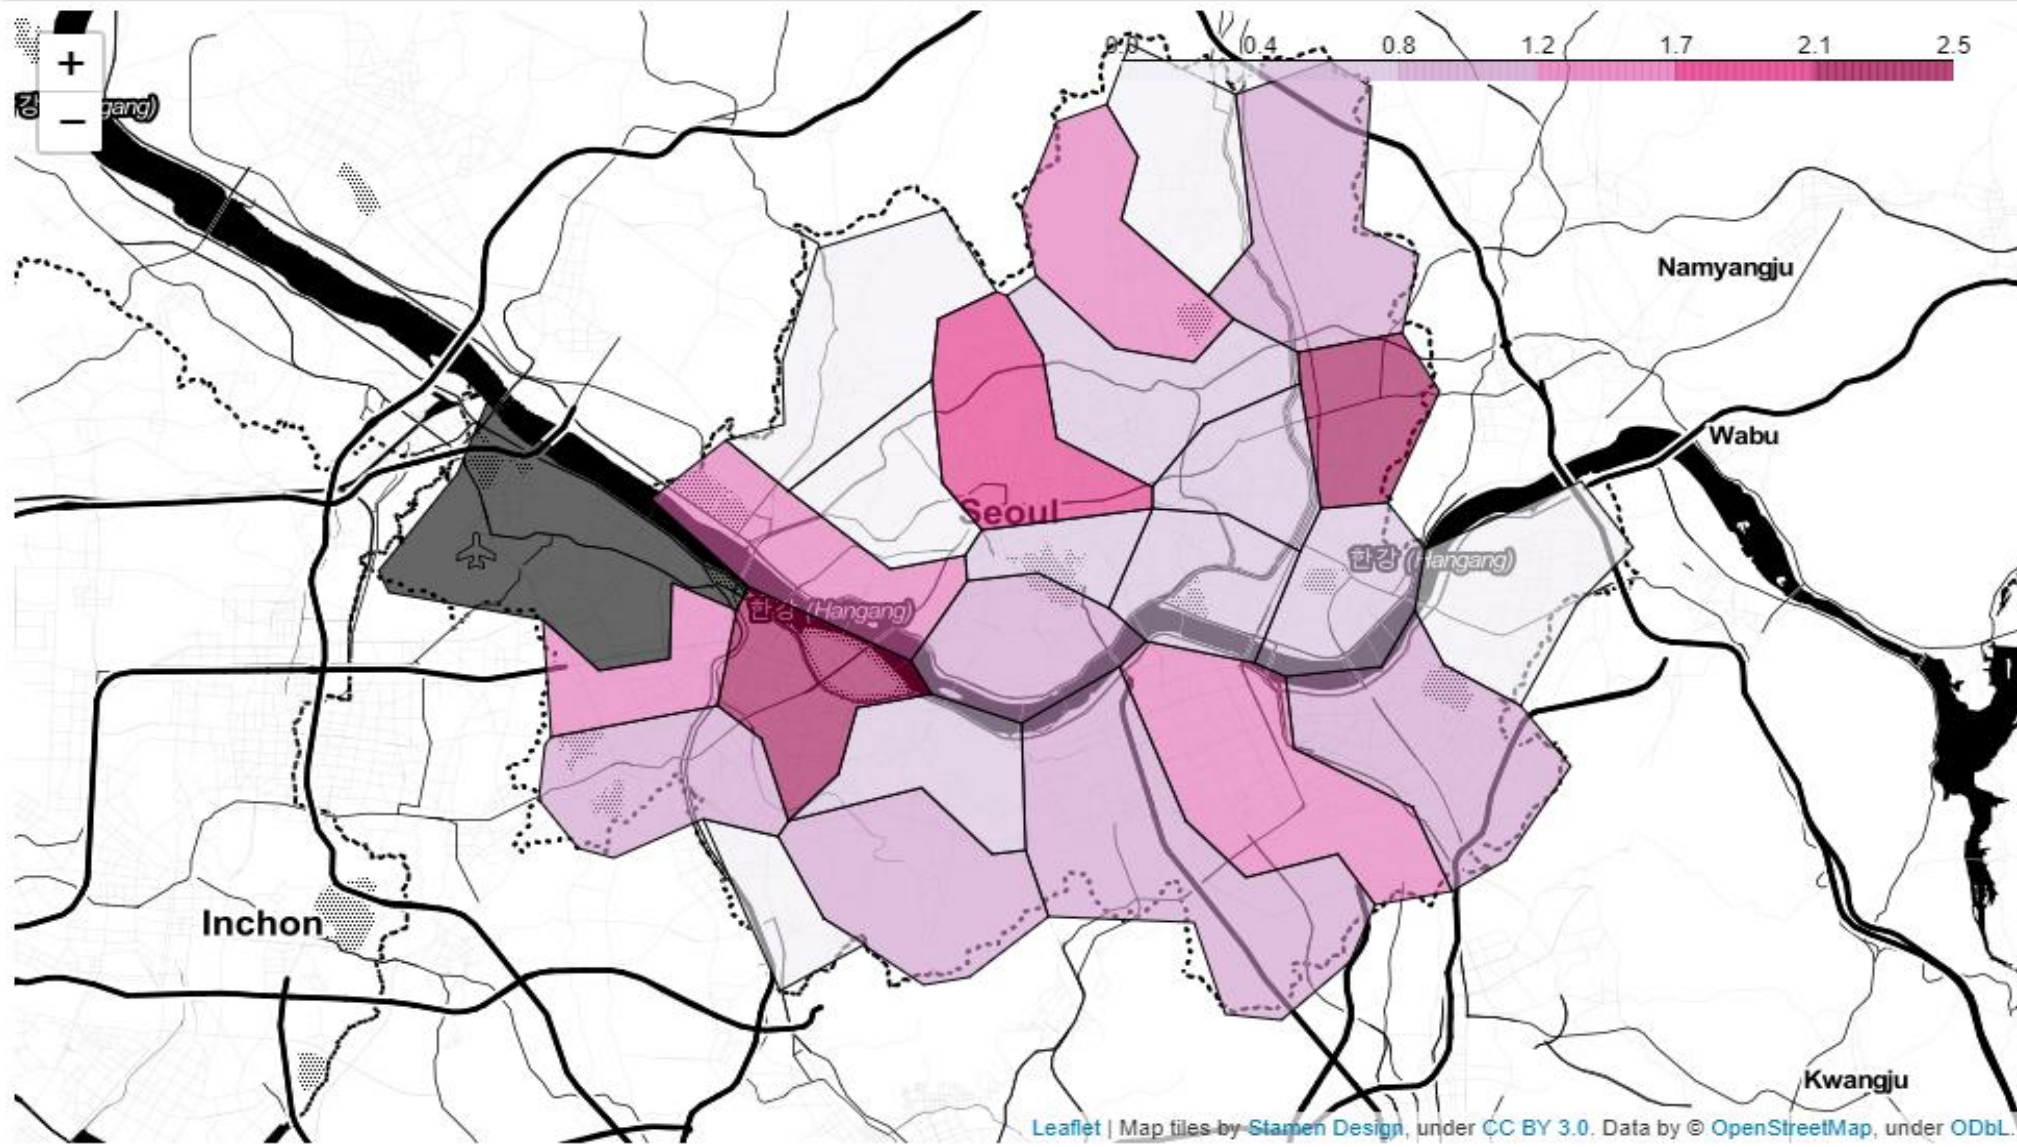 +
−
강 gang)
0.0 0.4 0.8 1.2 1.7 2.1 2.5
Namyangju
Wabu
Seoul
한강 (Hangang)
한강 (Hangang)
Inchon
Kwangju
Leaflet | Map tiles by Stamen Design, under CC BY 3.0. Data by © OpenStreetMap, under ODbL.